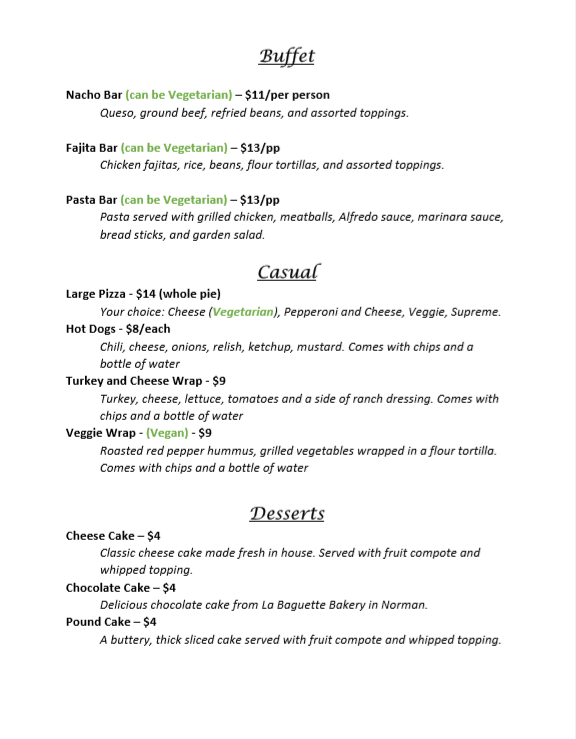 Buffet
Nacho Bar (can be Vegetarian) – $11/per person
Queso, ground beef, refried beans, and assorted toppings.
Fajita Bar (can be Vegetarian) – $13/pp
Chicken fajitas, rice, beans, flour tortillas, and assorted toppings.
Pasta Bar (can be Vegetarian) – $13/pp
Pasta served with grilled chicken, meatballs, Alfredo sauce, marinara sauce,
bread sticks, and garden salad.
Casual
Large Pizza - $14 (whole pie)
Your choice: Cheese (Vegetarian), Pepperoni and Cheese, Veggie, Supreme.
Hot Dogs - $8/each
Chili, cheese, onions, relish, ketchup, mustard. Comes with chips and a
bottle of water
Turkey and Cheese Wrap - $9
Turkey, cheese, lettuce, tomatoes and a side of ranch dressing. Comes with
chips and a bottle of water
Veggie Wrap - (Vegan) - $9
Roasted red pepper hummus, grilled vegetables wrapped in a flour tortilla.
Comes with chips and a bottle of water
Desserts
Cheese Cake – $4
Classic cheese cake made fresh in house. Served with fruit compote and
whipped topping.
Chocolate Cake – $4
Delicious chocolate cake from La Baguette Bakery in Norman.
Pound Cake – $4
A buttery, thick sliced cake served with fruit compote and whipped topping.